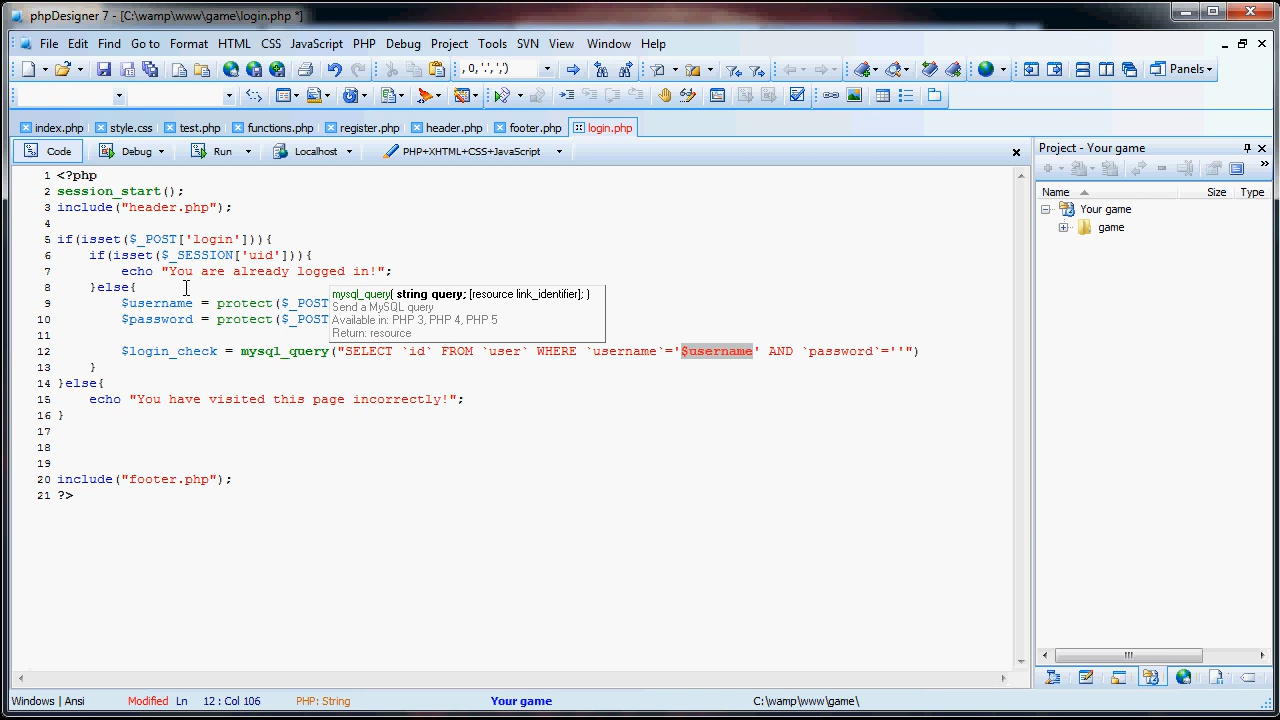 phpDesigner 7 - [C:\wamp\www\game\login.php *]
File Edit Find Go to Format HTML CSS JavaScript PHP Debug Project Tools SVN View Window Help
, 0,'.', ',')
Panels
index.php style.css test.php functions.php register.php header.php footer.php login.php
Code Debug Run Localhost PHP+XHTML+CSS+JavaScript
Project - Your game
Name Size Type
Your game
game
1 <?php
2 session_start();
3 include("header.php");
4
5 if(isset($_POST['login'])){
6 if(isset($_SESSION['uid'])){
7 echo "You are already logged in!";
8 }else{
9 $username = protect($_POST
10 $password = protect($_POST
11
mysql_query( string query; [resource link_identifier]; )
Send a MySQL query
Available in: PHP 3, PHP 4, PHP 5
Return: resource
12 $login_check = mysql_query("SELECT `id` FROM `user` WHERE `username`='$username' AND `password`=''")
13 }
14 }else{
15 echo "You have visited this page incorrectly!";
16 }
17
18
19
20 include("footer.php");
21 ?>
Windows | Ansi Modified Ln 12 : Col 106 PHP: String Your game C:\wamp\www\game\